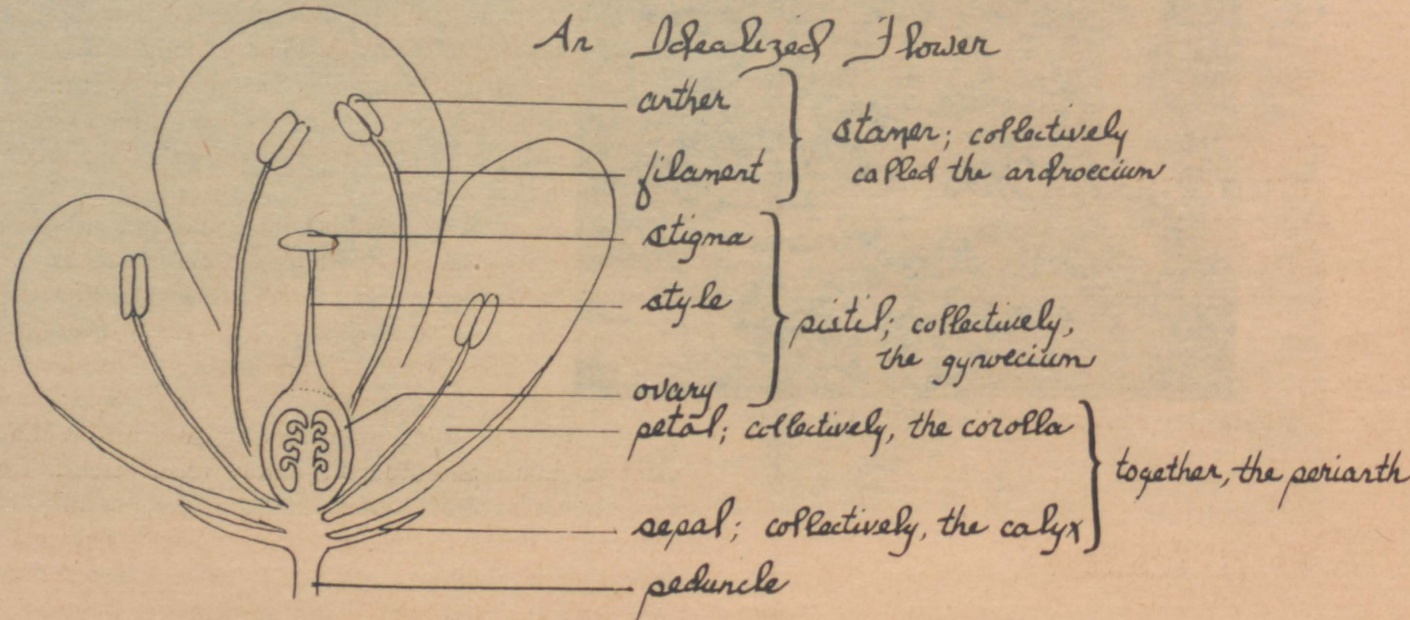 An Idealized Flower
anther
filament
stamen; collectively
called the androecium
stigma
style
ovary
pistil; collectively,
the gynoecium
petal; collectively, the corolla
sepal; collectively, the calyx
together, the perianth
peduncle